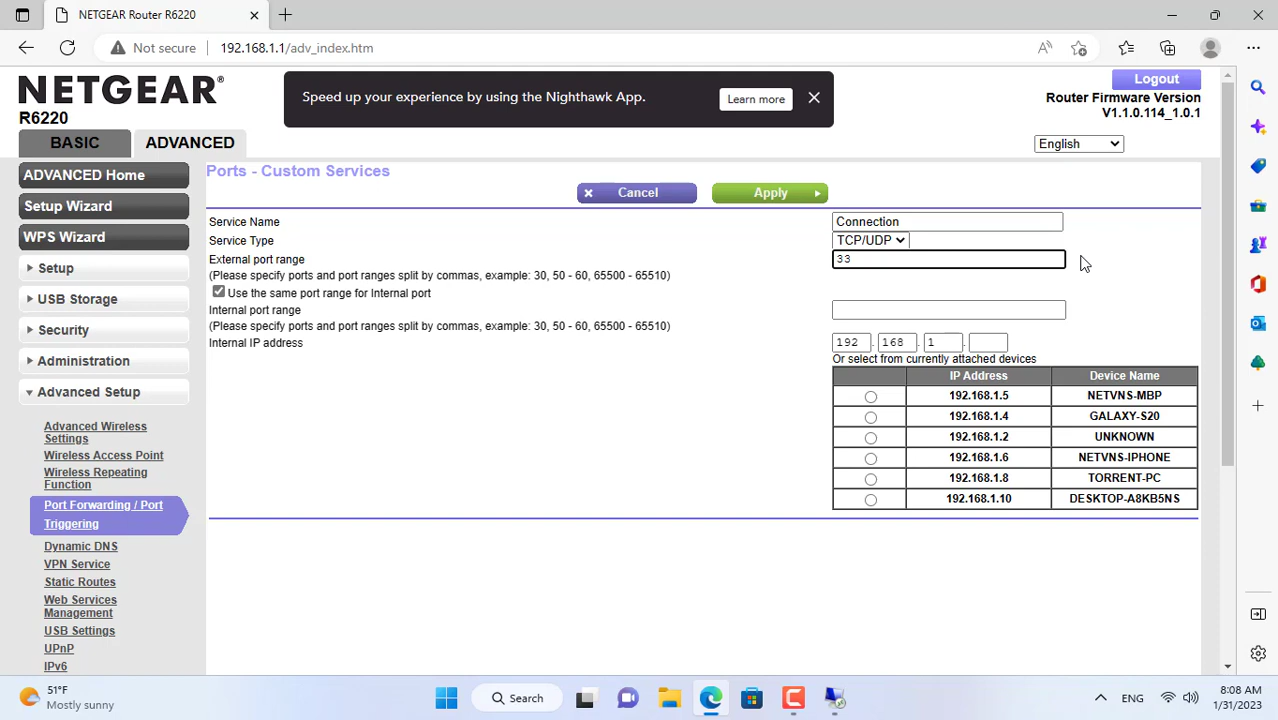 NETGEAR Router R6220
Not secure
192.168.1.1/adv_index.htm
NETGEAR®
R6220
Speed up your experience by using the Nighthawk App.
Learn more
Logout
Router Firmware Version
V1.1.0.114_1.0.1
BASIC
ADVANCED
English
ADVANCED Home
Setup Wizard
WPS Wizard
Setup
USB Storage
Security
Administration
Advanced Setup
Advanced Wireless
Settings
Wireless Access Point
Wireless Repeating
Function
Port Forwarding / Port
Triggering
Dynamic DNS
VPN Service
Static Routes
Web Services
Management
USB Settings
UPnP
IPv6
Ports - Custom Services
Cancel
Apply
Service Name
Connection
Service Type
TCP/UDP
External port range
33
(Please specify ports and port ranges split by commas, example: 30, 50 - 60, 65500 - 65510)
Use the same port range for Internal port
Internal port range
(Please specify ports and port ranges split by commas, example: 30, 50 - 60, 65500 - 65510)
Internal IP address
192 . 168 . 1 .
Or select from currently attached devices
IP Address Device Name
192.168.1.5 NETVNS-MBP
192.168.1.4 GALAXY-S20
192.168.1.2 UNKNOWN
192.168.1.6 NETVNS-IPHONE
192.168.1.8 TORRENT-PC
192.168.1.10 DESKTOP-A8KB5NS
51°F
Mostly sunny
Search
ENG
8:08 AM
1/31/2023